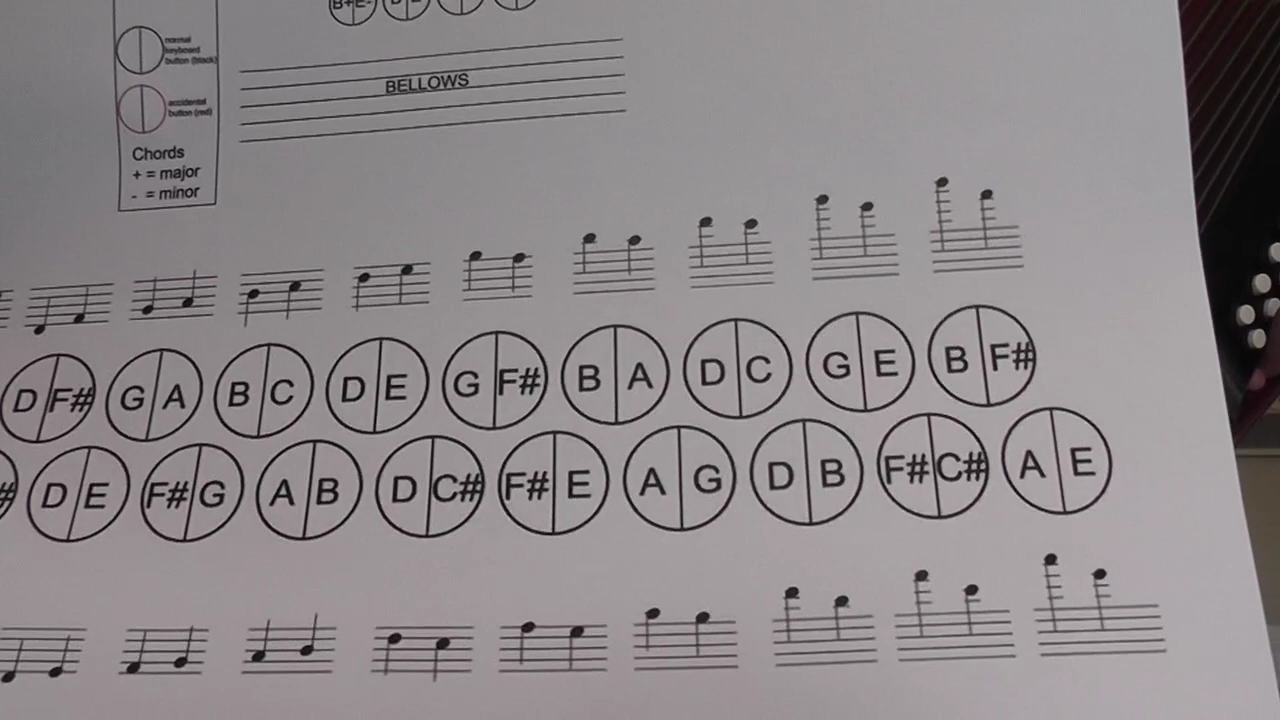 B+E-
normal
keyboard
button (black)
accidental
button (red)
Chords
+ = major
- = minor
BELLOWS
D F# G A B C D E G F# B A D C G E B F#
# D E F# G A B D C# F# E A G D B F# C# A E